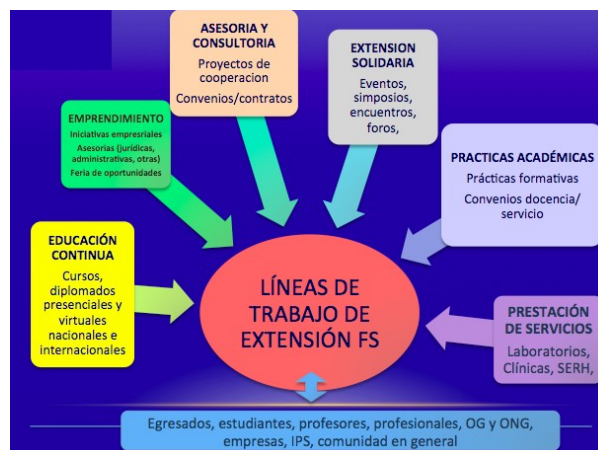 ASESORIA Y
CONSULTORIA
Proyectos de
cooperacion
Convenios/contratos
EXTENSION
SOLIDARIA
Eventos,
simposios,
encuentros,
foros,
EMPRENDIMIENTO
Iniciativas empresriales
Asesorias (jurídicas,
administrativas, otras)
Feria de oportunidades
PRACTICAS ACADÉMICAS
Prácticas formativas
Convenios docencia/
servicio
EDUCACIÓN
CONTINUA
Cursos,
diplomados
presenciales y
virtuales
nacionales e
internacionales
LÍNEAS DE
TRABAJO DE
EXTENSIÓN FS
PRESTACIÓN
DE SERVICIOS
Laboratorios,
Clínicas, SERH,
Egresados, estudiantes, profesores, profesionales, OG y ONG,
empresas, IPS, comunidad en general